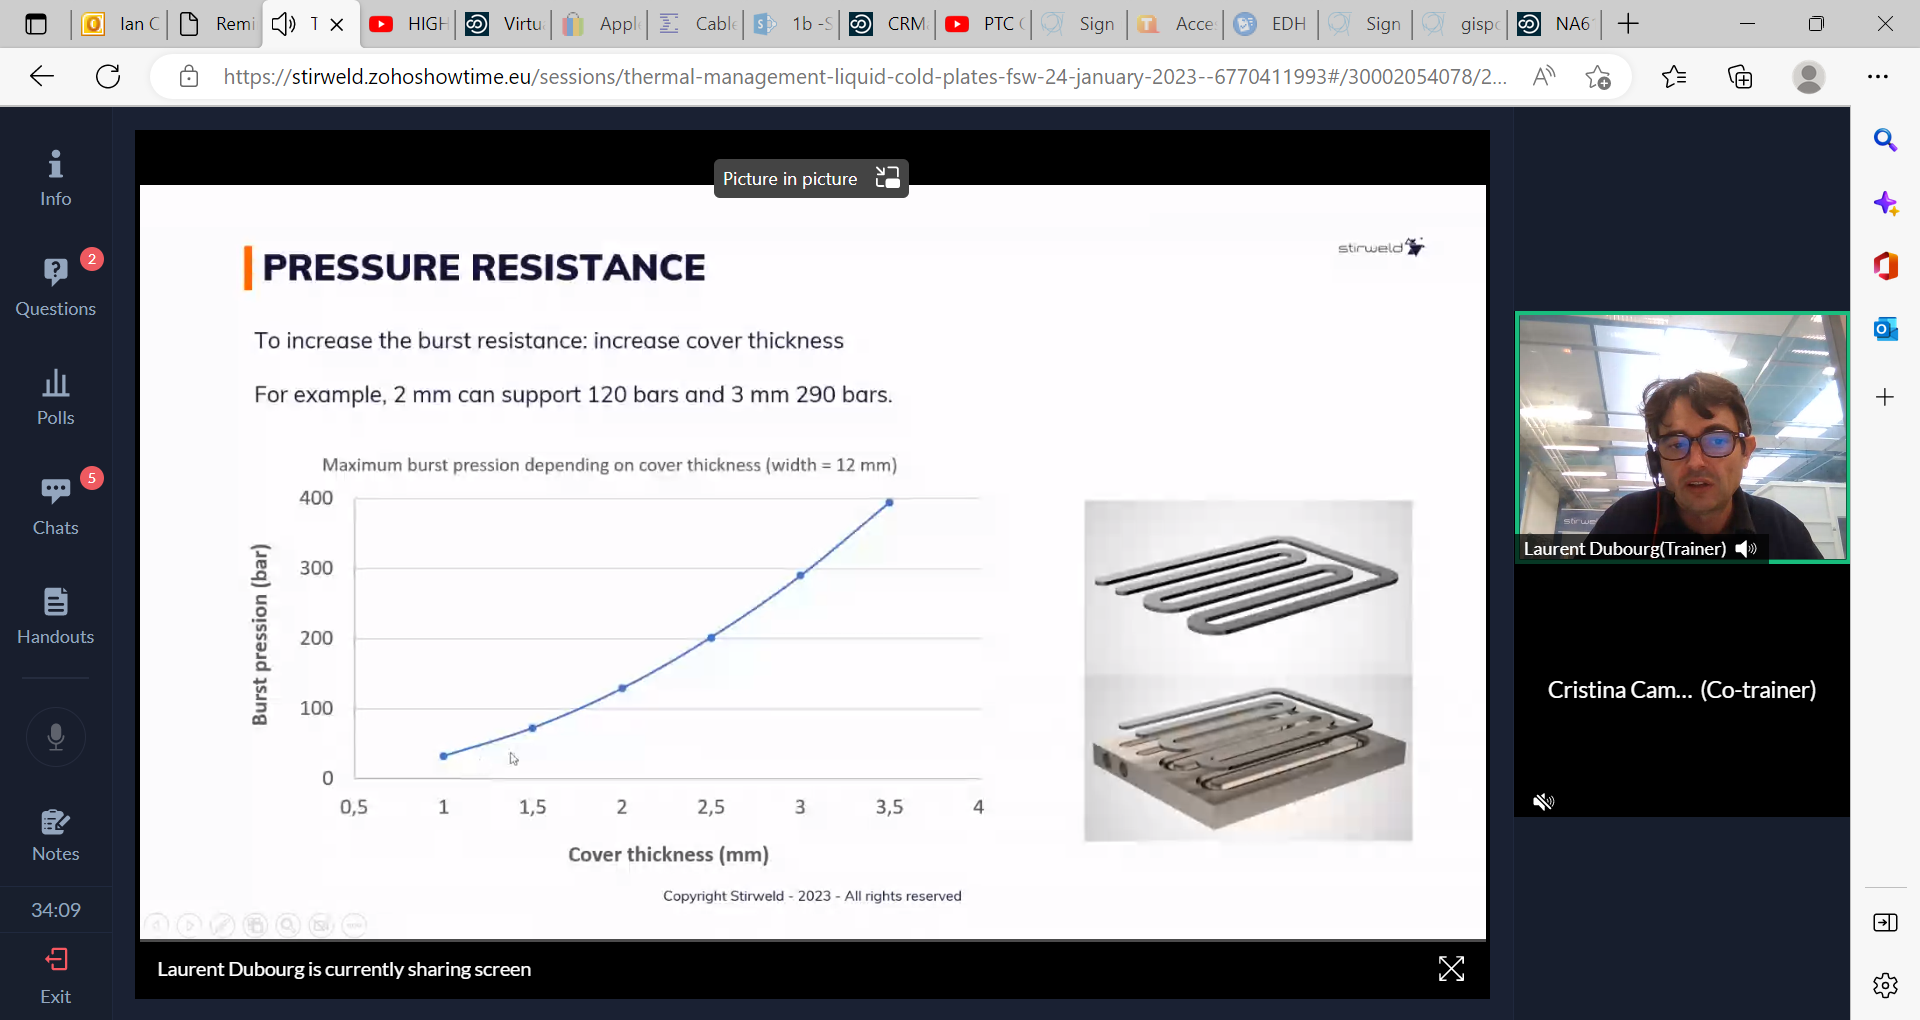 Ian C
Remi
T
HIGH
Virtu
Apple
Cable
1b -S
CRM
PTC
Sign
Acce
EDH
Sign
gisp
NA6
https://stirweld.zohoshowtime.eu/sessions/thermal-management-liquid-cold-plates-fsw-24-january-2023--6770411993#/30002054078/2...
Info
2
Questions
Polls
5
Chats
Handouts
Notes
34:09
Exit
Picture in picture
PRESSURE RESISTANCE
stirweld
To increase the burst resistance: increase cover thickness
For example, 2 mm can support 120 bars and 3 mm 290 bars.
Maximum burst pression depending on cover thickness (width = 12 mm)
400
300
200
100
0
Burst pression (bar)
0,5 1 1,5 2 2,5 3 3,5 4
Cover thickness (mm)
Copyright Stirweld - 2023 - All rights reserved
Laurent Dubourg is currently sharing screen
Laurent Dubourg(Trainer)
Cristina Cam... (Co-trainer)